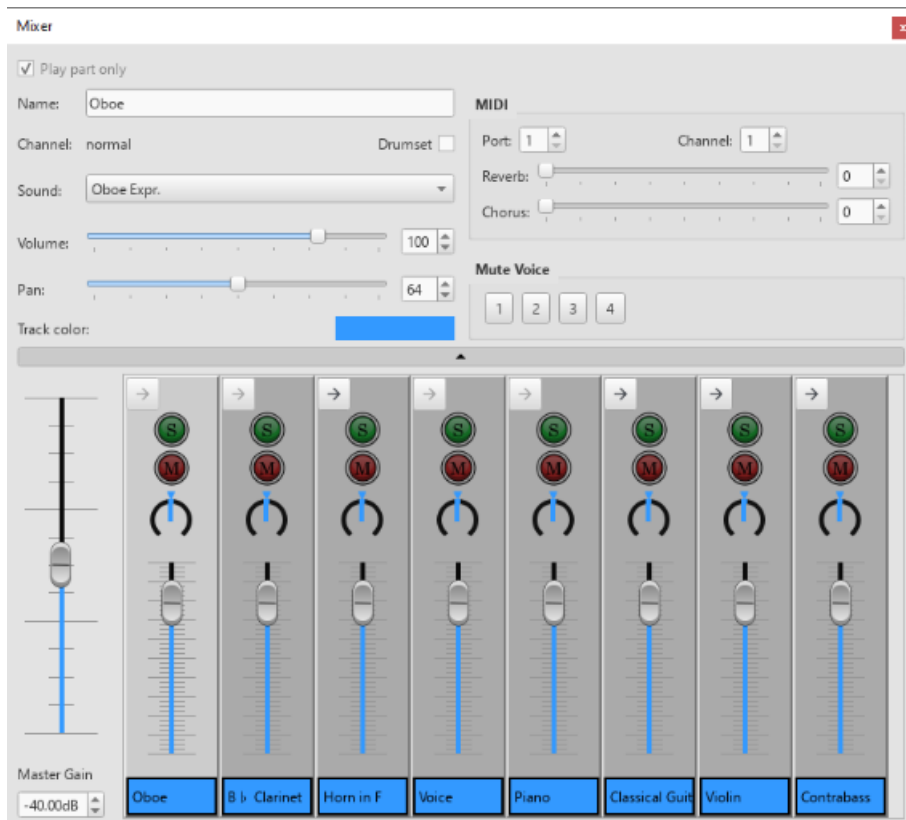 Mixer
x
Play part only
Name: Oboe
Channel: normal Drumset
Sound: Oboe Expr.
Volume: 100
Pan: 64
Track color:
MIDI
Port: 1 Channel: 1
Reverb: 0
Chorus: 0
Mute Voice
1 2 3 4
S S S S S S S S
M M M M M M M M
Master Gain
-40.00dB
Oboe B♭ Clarinet Horn in F Voice Piano Classical Guit Violin Contrabass